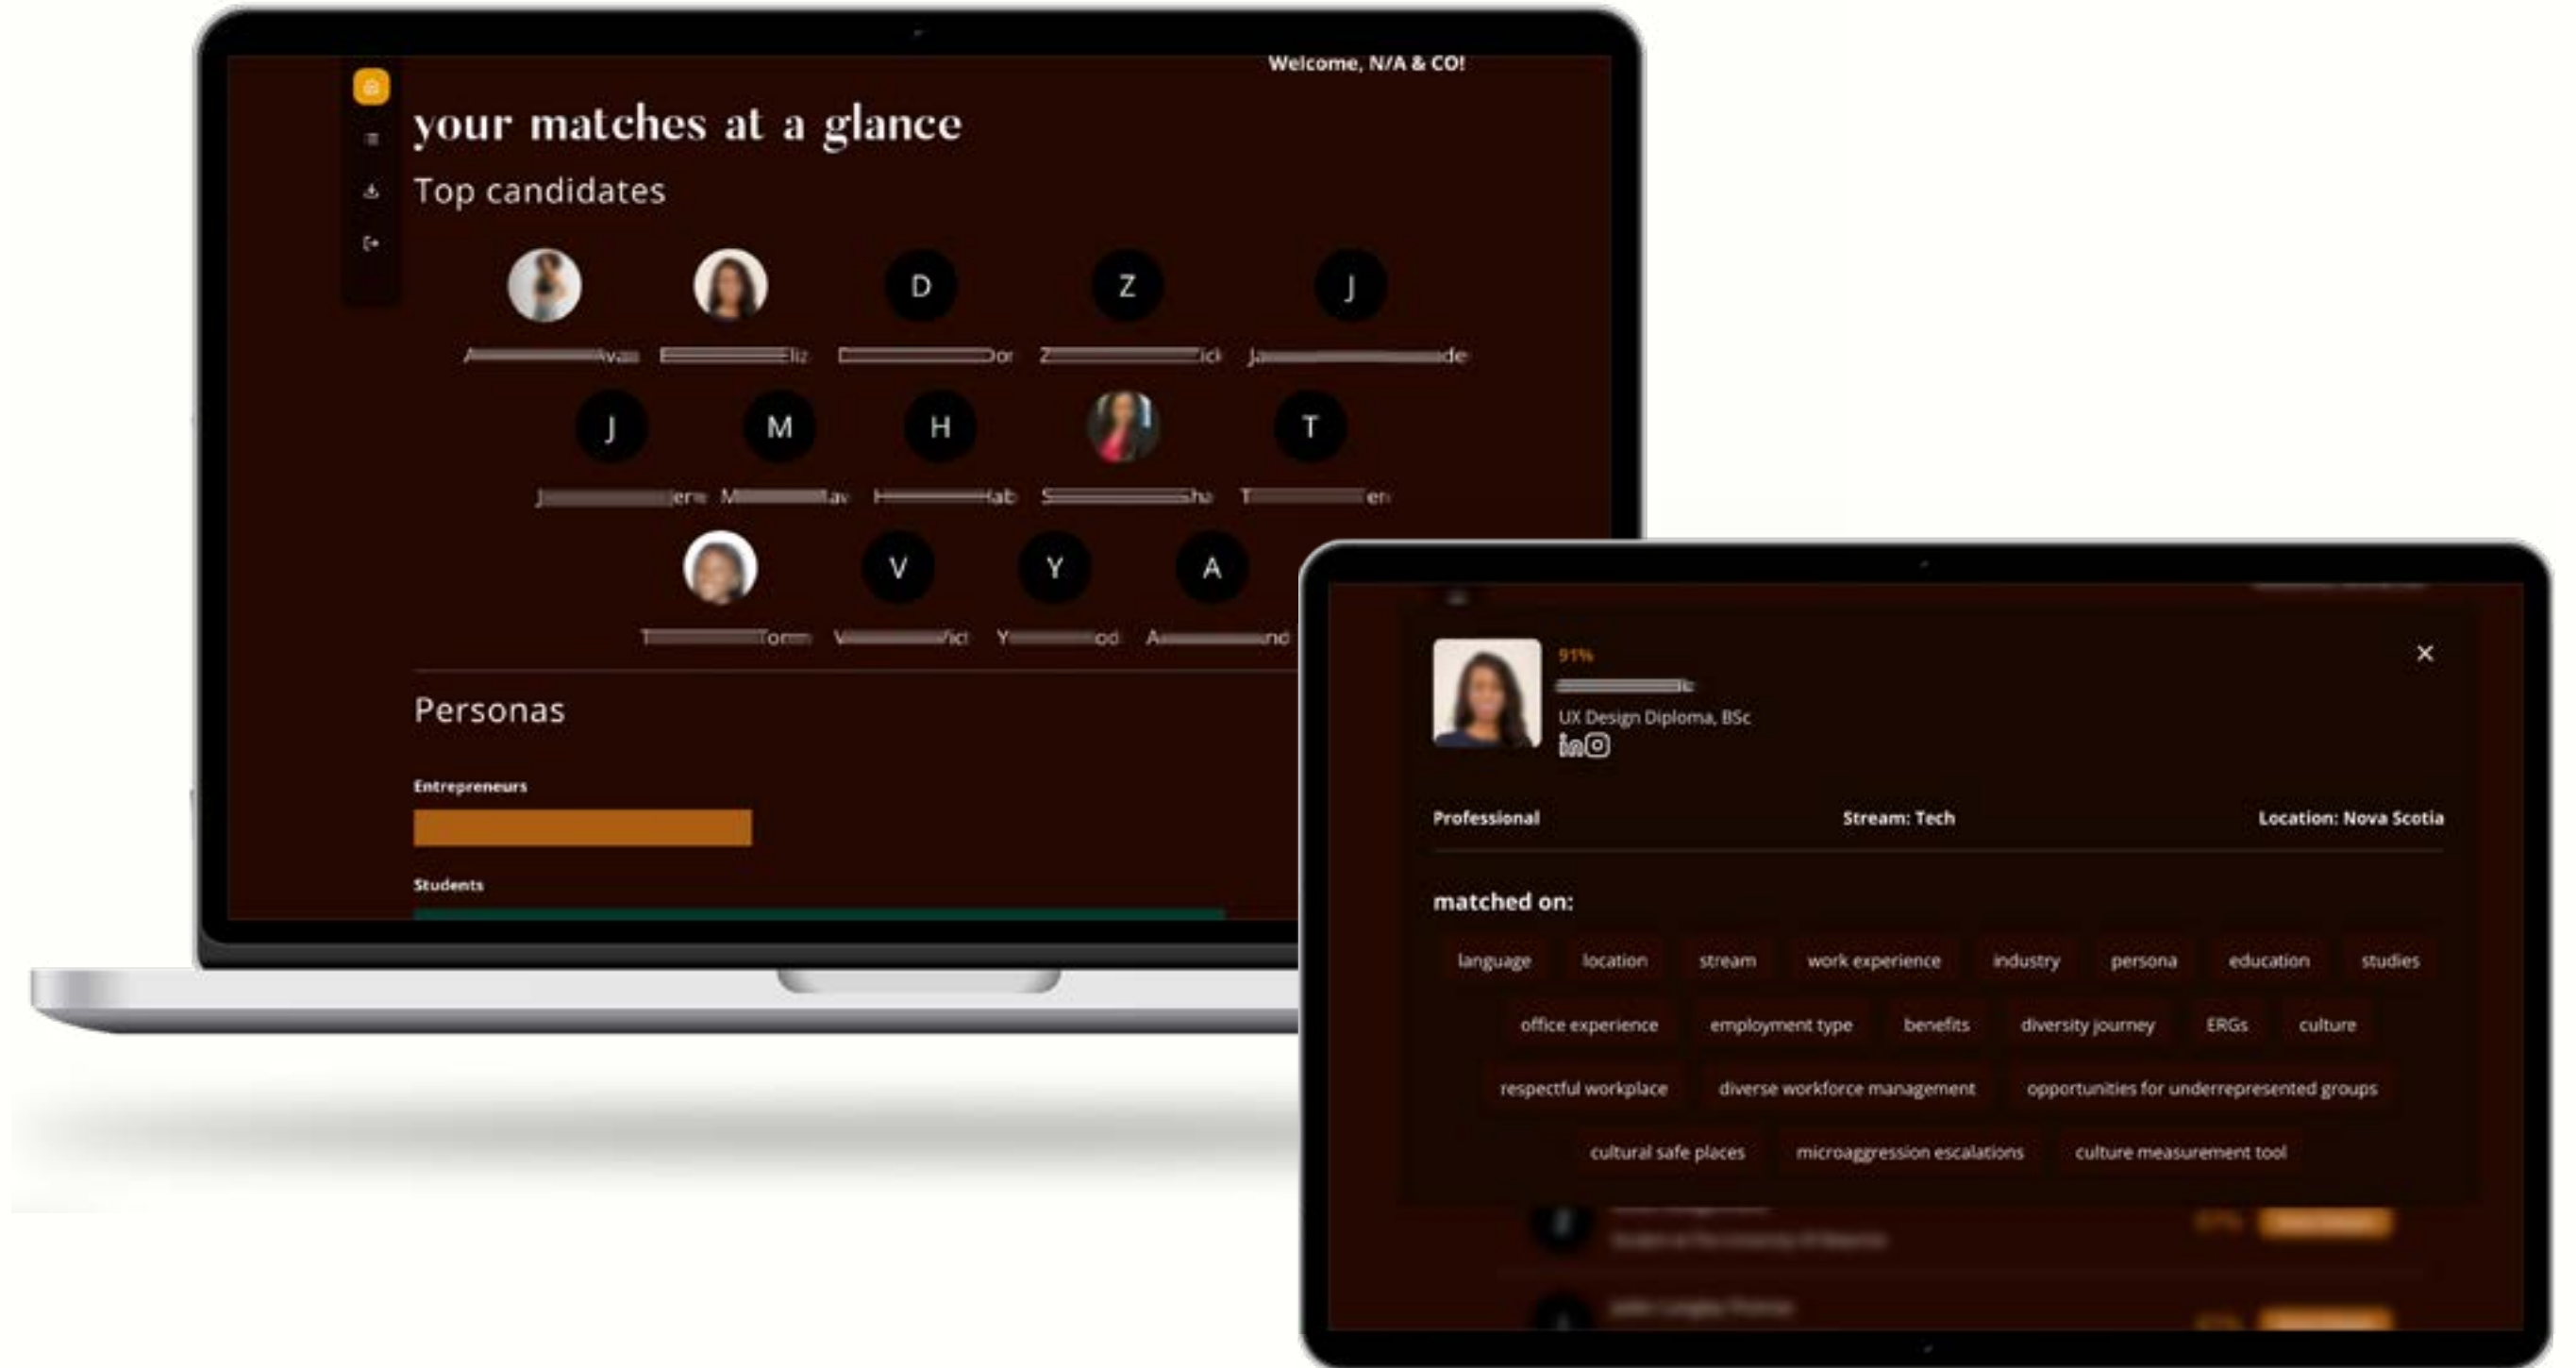 Welcome, N/A & CO!
your matches at a glance
Top candidates
D Z J
J M H T
V Y A
Personas
Entrepreneurs
Students
91%
UX Design Diploma, BSc
Professional Stream: Tech Location: Nova Scotia
matched on:
language location stream work experience industry persona education studies
office experience employment type benefits diversity journey ERGs culture
respectful workplace diverse workforce management opportunities for underrepresented groups
cultural safe places microaggression escalations culture measurement tool